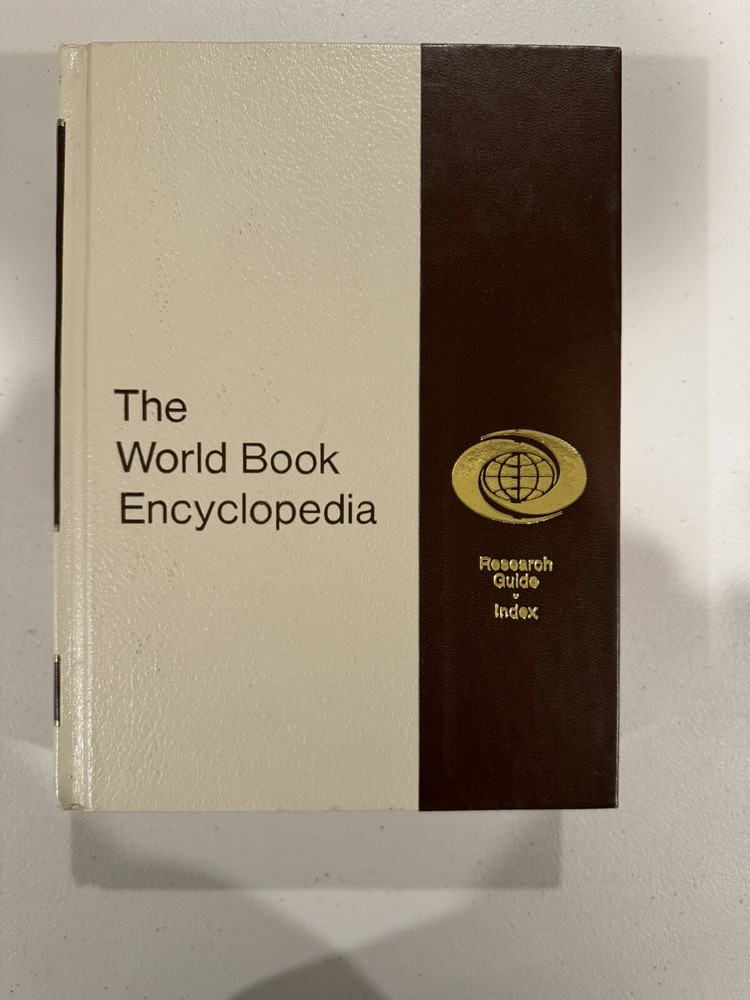 The
World Book
Encyclopedia
Research
Guide
Index